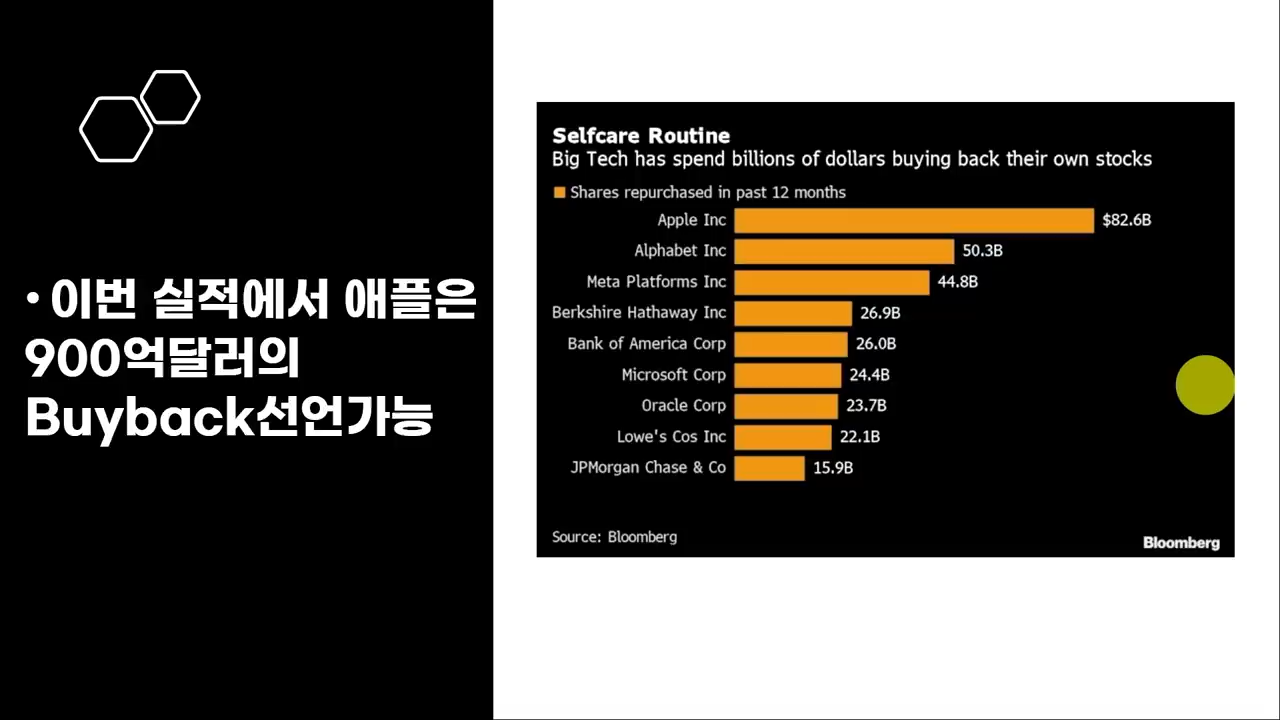 • 이번 실적에서 애플은
900억달러의
Buyback선언가능
Selfcare Routine
Big Tech has spend billions of dollars buying back their own stocks
Shares repurchased in past 12 months
Apple Inc $82.6B
Alphabet Inc 50.3B
Meta Platforms Inc 44.8B
Berkshire Hathaway Inc 26.9B
Bank of America Corp 26.0B
Microsoft Corp 24.4B
Oracle Corp 23.7B
Lowe's Cos Inc 22.1B
JPMorgan Chase & Co 15.9B
Source: Bloomberg
Bloomberg